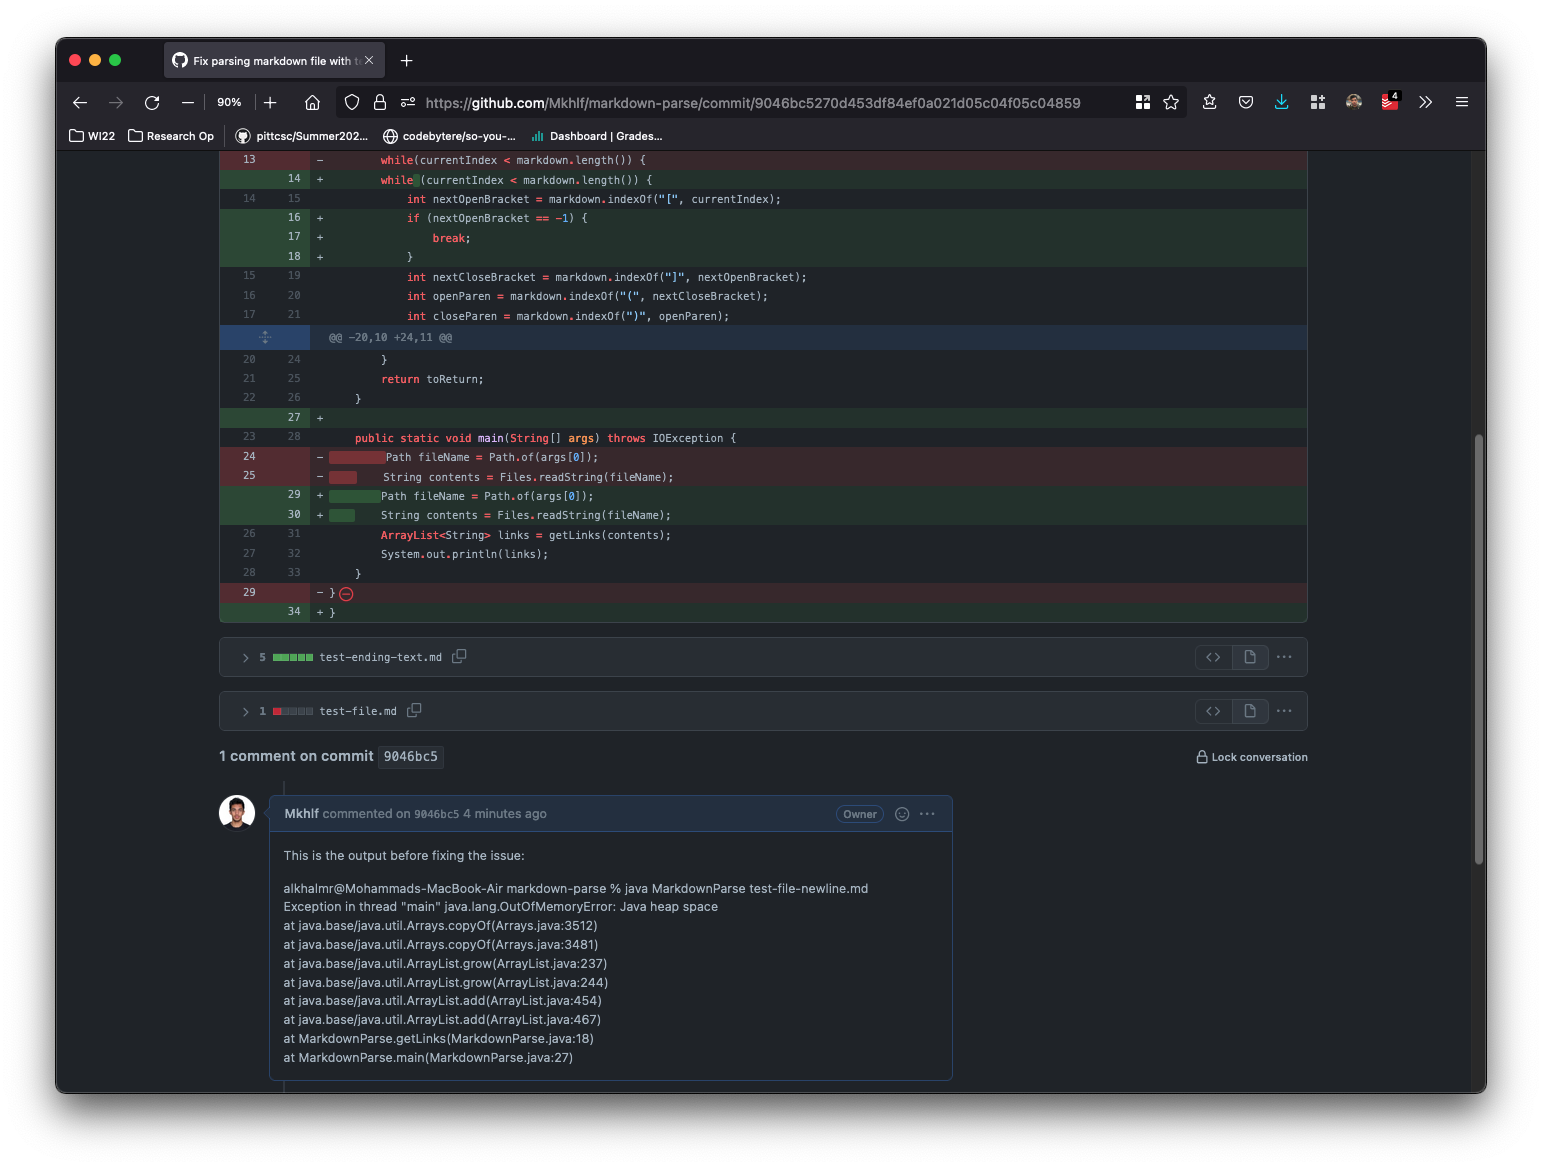 Fix parsing markdown file with te
90%
https://github.com/Mkhlf/markdown-parse/commit/9046bc5270d453df84ef0a021d05c04f05c04859
4
WI22 Research Op pittcsc/Summer202... codebytere/so-you-... Dashboard | Grades...
13 - while(currentIndex < markdown.length()) {
14 + while (currentIndex < markdown.length()) {
14 15 int nextOpenBracket = markdown.indexOf("[", currentIndex);
16 + if (nextOpenBracket == -1) {
17 + break;
18 + }
15 19 int nextCloseBracket = markdown.indexOf("]", nextOpenBracket);
16 20 int openParen = markdown.indexOf("(", nextCloseBracket);
17 21 int closeParen = markdown.indexOf(")", openParen);
@@ -20,10 +24,11 @@
20 24 }
21 25 return toReturn;
22 26 }
27 +
23 28 public static void main(String[] args) throws IOException {
24 - Path fileName = Path.of(args[0]);
25 - String contents = Files.readString(fileName);
29 + Path fileName = Path.of(args[0]);
30 + String contents = Files.readString(fileName);
26 31 ArrayList<String> links = getLinks(contents);
27 32 System.out.println(links);
28 33 }
29 - }
34 + }
5 test-ending-text.md
1 test-file.md
1 comment on commit 9046bc5
Lock conversation
Mkhlf commented on 9046bc5 4 minutes ago
Owner
This is the output before fixing the issue:
alkhalmr@Mohammads-MacBook-Air markdown-parse % java MarkdownParse test-file-newline.md
Exception in thread "main" java.lang.OutOfMemoryError: Java heap space
at java.base/java.util.Arrays.copyOf(Arrays.java:3512)
at java.base/java.util.Arrays.copyOf(Arrays.java:3481)
at java.base/java.util.ArrayList.grow(ArrayList.java:237)
at java.base/java.util.ArrayList.grow(ArrayList.java:244)
at java.base/java.util.ArrayList.add(ArrayList.java:454)
at java.base/java.util.ArrayList.add(ArrayList.java:467)
at MarkdownParse.getLinks(MarkdownParse.java:18)
at MarkdownParse.main(MarkdownParse.java:27)